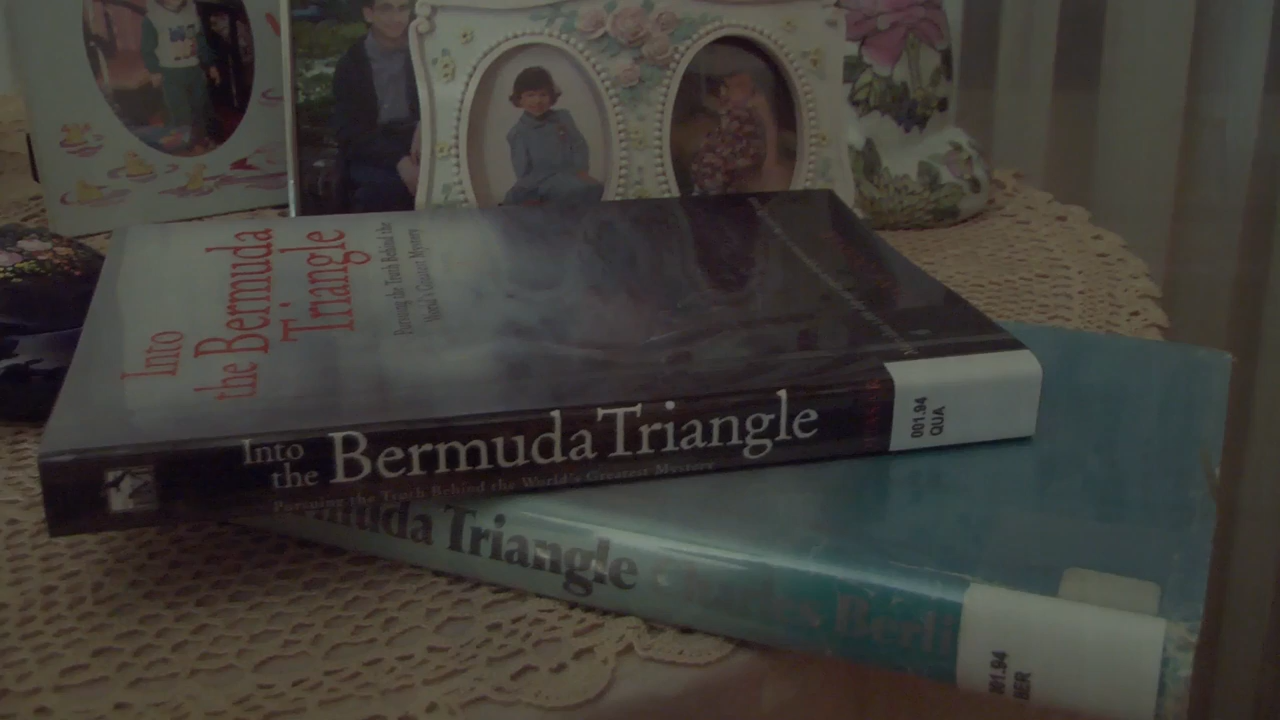 Into
the Bermuda
Triangle
Pursuing the Truth Behind the
World's Greatest Mystery
Into
the Bermuda Triangle
Pursuing the Truth Behind the World's Greatest Mystery
001.94
QUA
muda Triangle
Charles Berli
001.94
BER